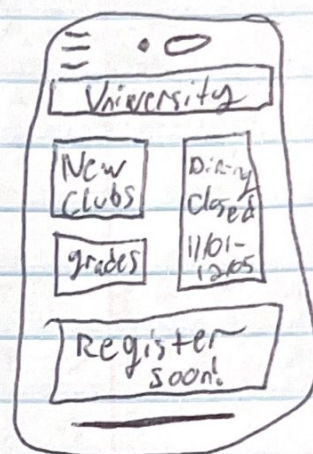 University
New
Clubs
Dining
Closed
11/01-
12/05
grades
Register
soon!